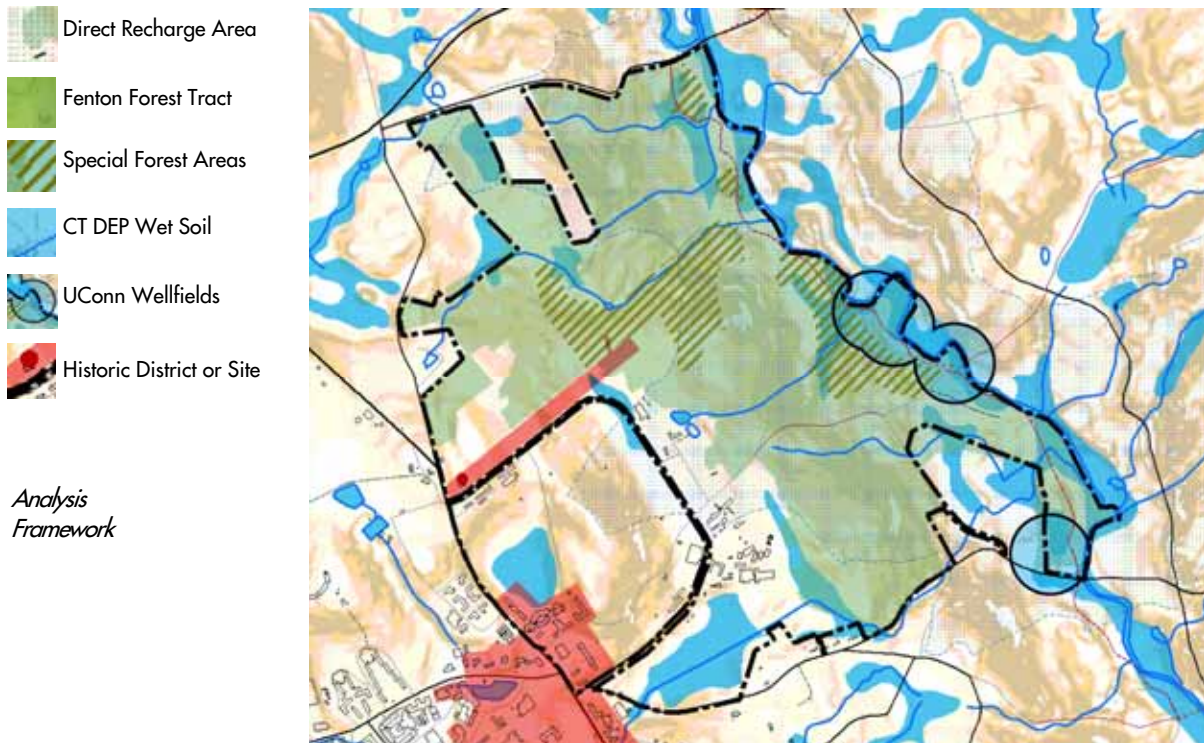 Direct Recharge Area
Fenton Forest Tract
Special Forest Areas
CT DEP Wet Soil
UConn Wellfields
Historic District or Site
Analysis
Framework